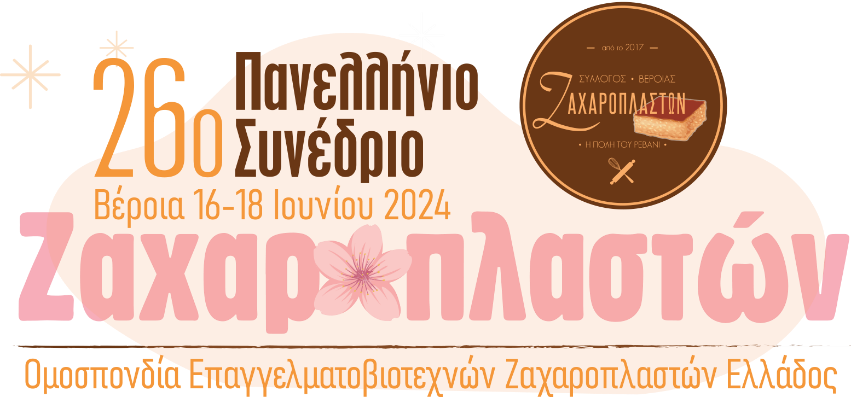 26ο Πανελλήνιο
Συνέδριο
Βέροια 16-18 Ιουνίου 2024
Ζαχαροπλαστών
Ομοσπονδία Επαγγελματοβιοτεχνών Ζαχαροπλαστών Ελλάδος
από το 2017
ΣΥΛΛΟΓΟΣ • ΒΕΡΟΙΑΣ
ΖΑΧΑΡΟΠΛΑΣΤΩΝ
• Η ΠΟΛΗ ΤΟΥ ΡΕΒΑΝΙ •